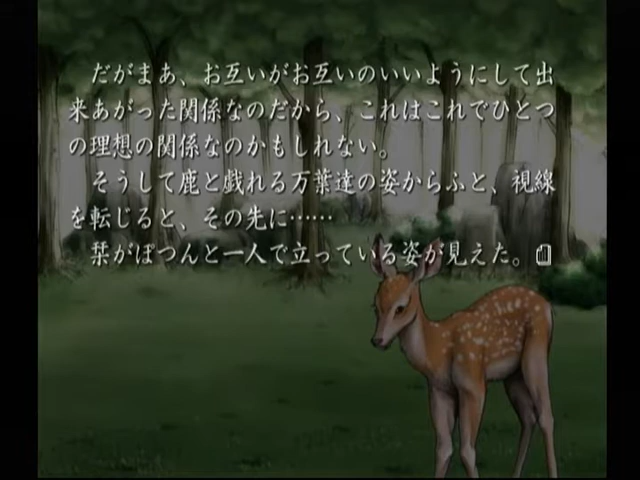 だがまあ、お互いがお互いのいいようにして出
来あがった関係なのだから、これはこれでひとつ
の理想の関係なのかもしれない。
そうして鹿と戯れる万葉達の姿からふと、視線
を転じると、その先に……
栞がぽつんと一人で立っている姿が見えた。